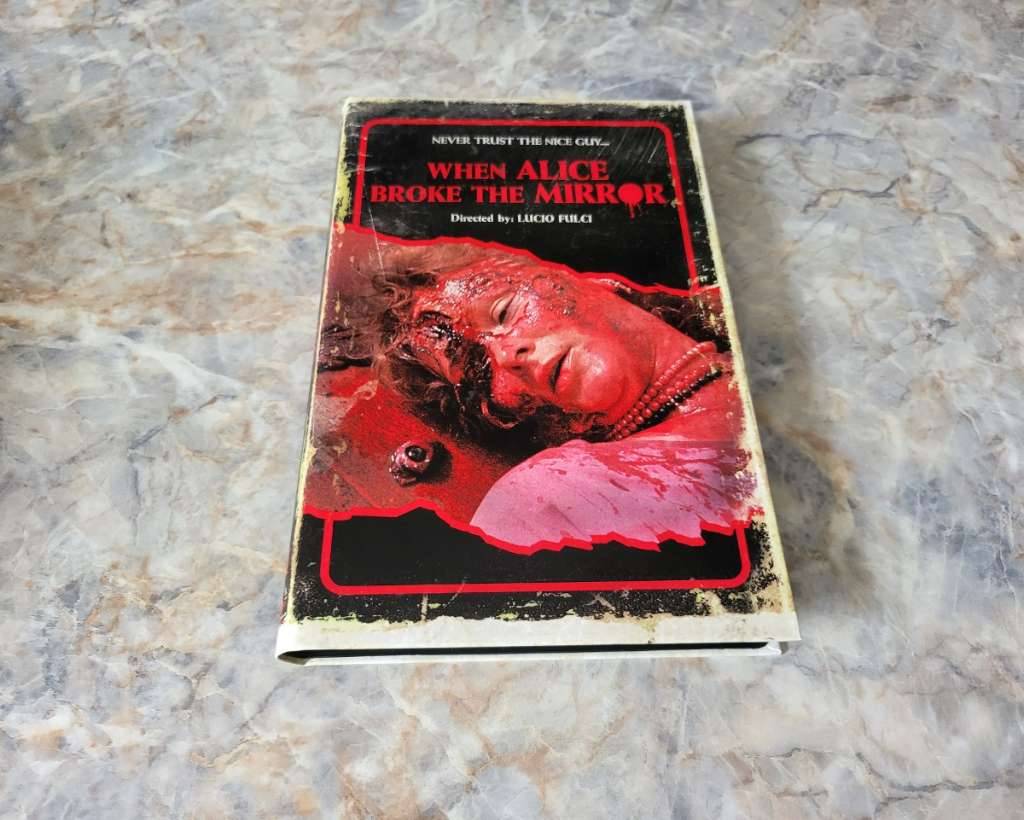 NEVER TRUST THE NICE GUY...
WHEN ALICE
BROKE THE MIRROR
Directed by: LUCIO FULCI